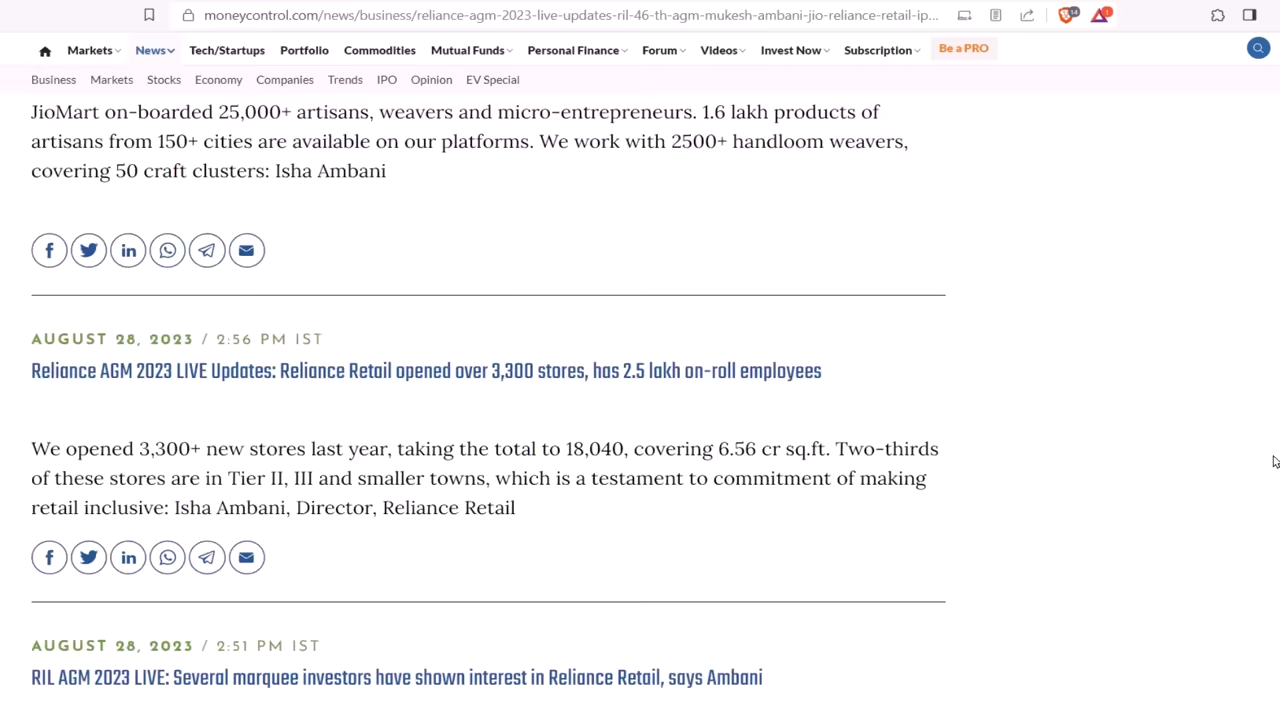 moneycontrol.com/news/business/reliance-agm-2023-live-updates-ril-46-th-agm-mukesh-ambani-jio-reliance-retail-ip...
14
1
Markets News Tech/Startups Portfolio Commodities Mutual Funds Personal Finance Forum Videos Invest Now Subscription Be a PRO
Business Markets Stocks Economy Companies Trends IPO Opinion EV Special
JioMart on-boarded 25,000+ artisans, weavers and micro-entrepreneurs. 1.6 lakh products of
artisans from 150+ cities are available on our platforms. We work with 2500+ handloom weavers,
covering 50 craft clusters: Isha Ambani
AUGUST 28, 2023 / 2:56 PM IST
Reliance AGM 2023 LIVE Updates: Reliance Retail opened over 3,300 stores, has 2.5 lakh on-roll employees
We opened 3,300+ new stores last year, taking the total to 18,040, covering 6.56 cr sq.ft. Two-thirds
of these stores are in Tier II, III and smaller towns, which is a testament to commitment of making
retail inclusive: Isha Ambani, Director, Reliance Retail
AUGUST 28, 2023 / 2:51 PM IST
RIL AGM 2023 LIVE: Several marquee investors have shown interest in Reliance Retail, says Ambani